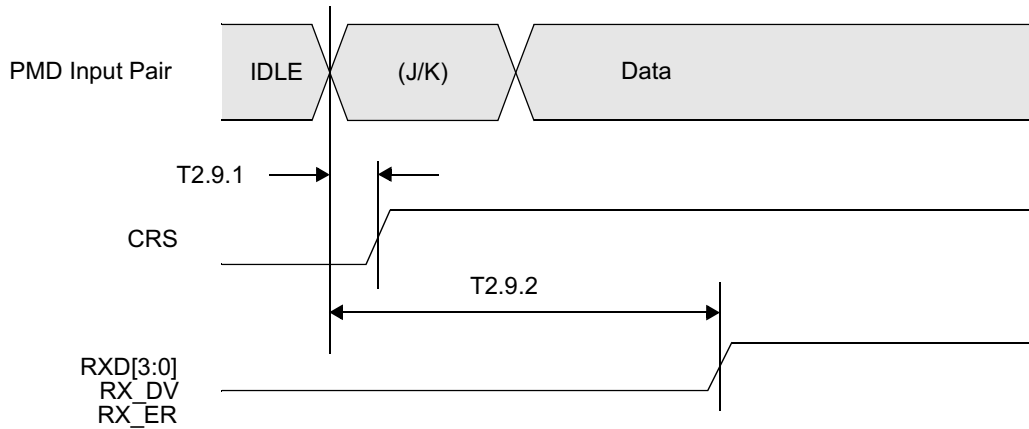 PMD Input Pair
IDLE
(J/K)
Data
T2.9.1
CRS
T2.9.2
RXD[3:0]
RX_DV
RX_ER